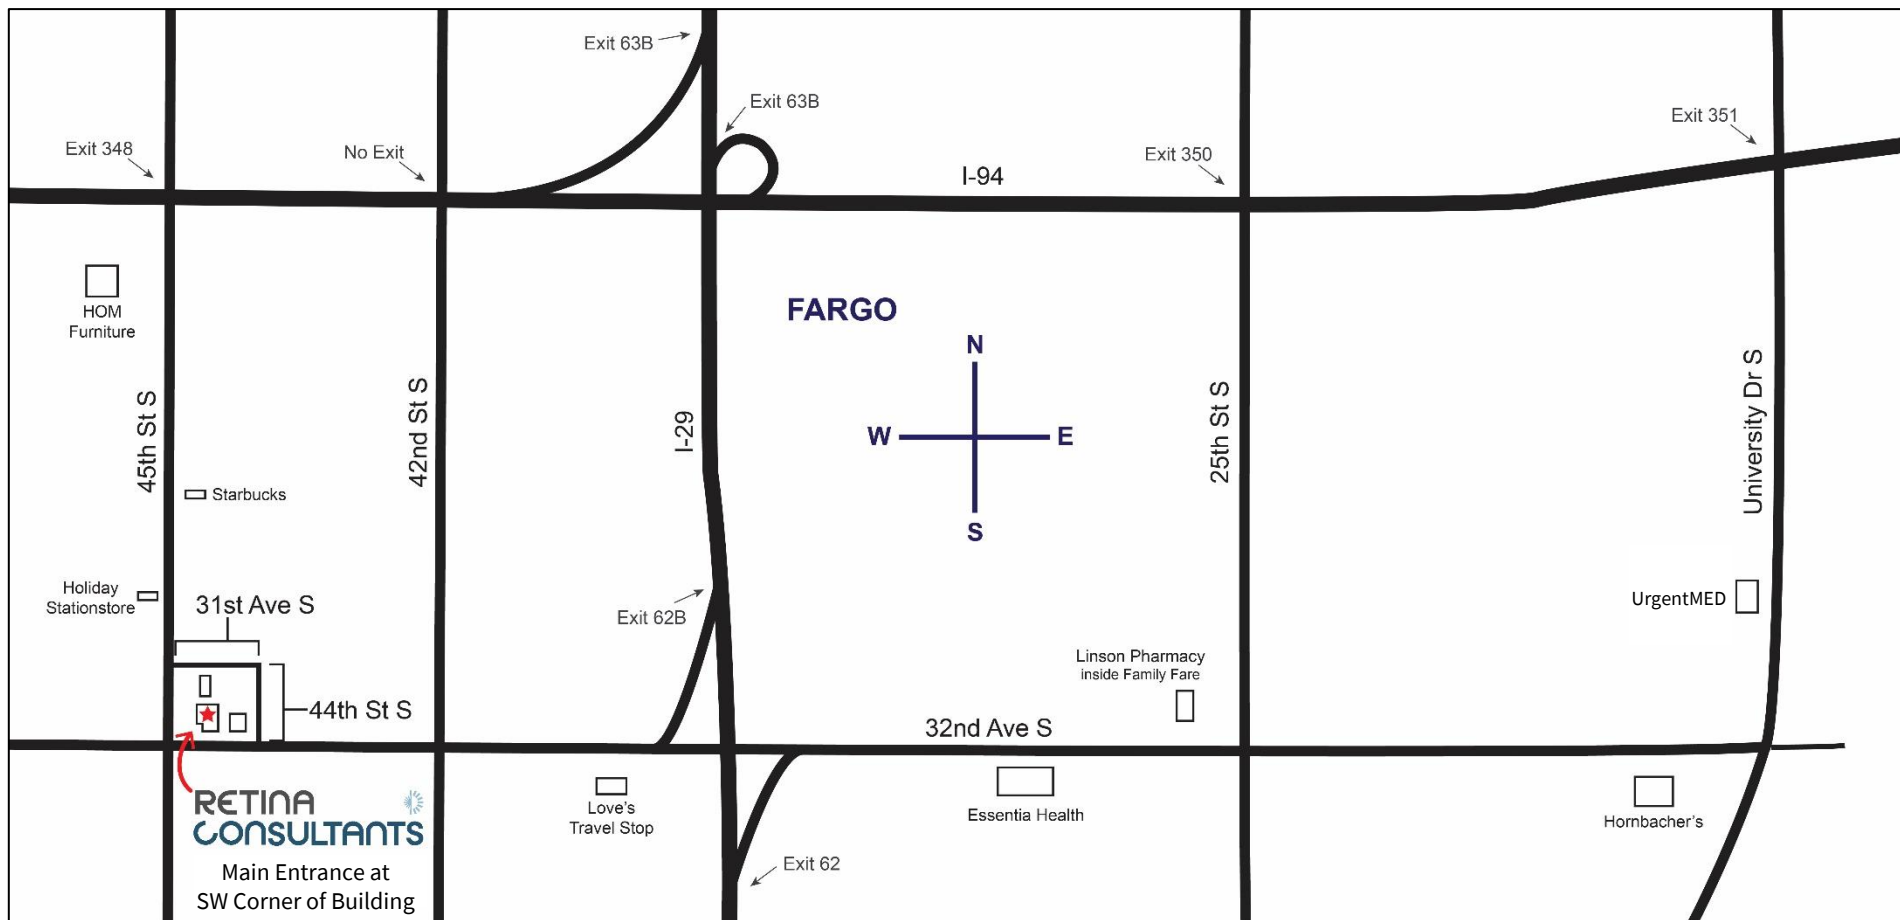 Exit 63B
Exit 63B
Exit 351
Exit 348
No Exit
Exit 350
I-94
HOM
Furniture
FARGO
N
W
E
S
45th St S
42nd St S
I-29
25th St S
University Dr S
Starbucks
Holiday
Stationstore
31st Ave S
Exit 62B
UrgentMED
Linson Pharmacy
inside Family Fare
44th St S
32nd Ave S
RETINA
CONSULTANTS
Main Entrance at
SW Corner of Building
Love's
Travel Stop
Essentia Health
Hornbacher's
Exit 62